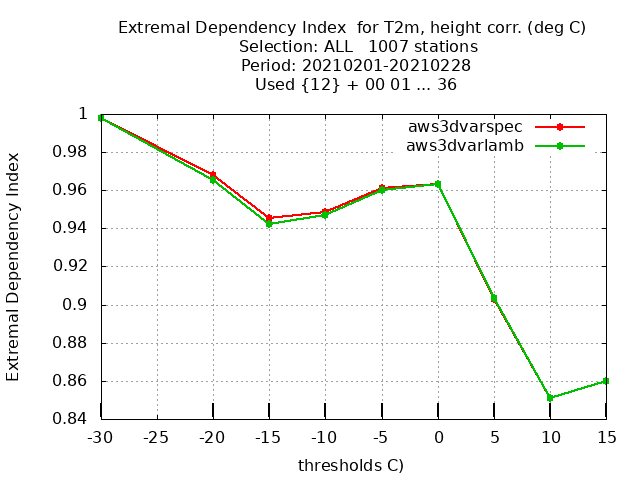 Extremal Dependency Index  for T2m, height corr. (deg C)
Selection: ALL   1007 stations
Period: 20210201-20210228
Used {12} + 00 01 ... 36
aws3dvarspec
aws3dvarlamb
Extremal Dependency Index
1
0.98
0.96
0.94
0.92
0.9
0.88
0.86
0.84
-30 -25 -20 -15 -10 -5 0 5 10 15
thresholds C)